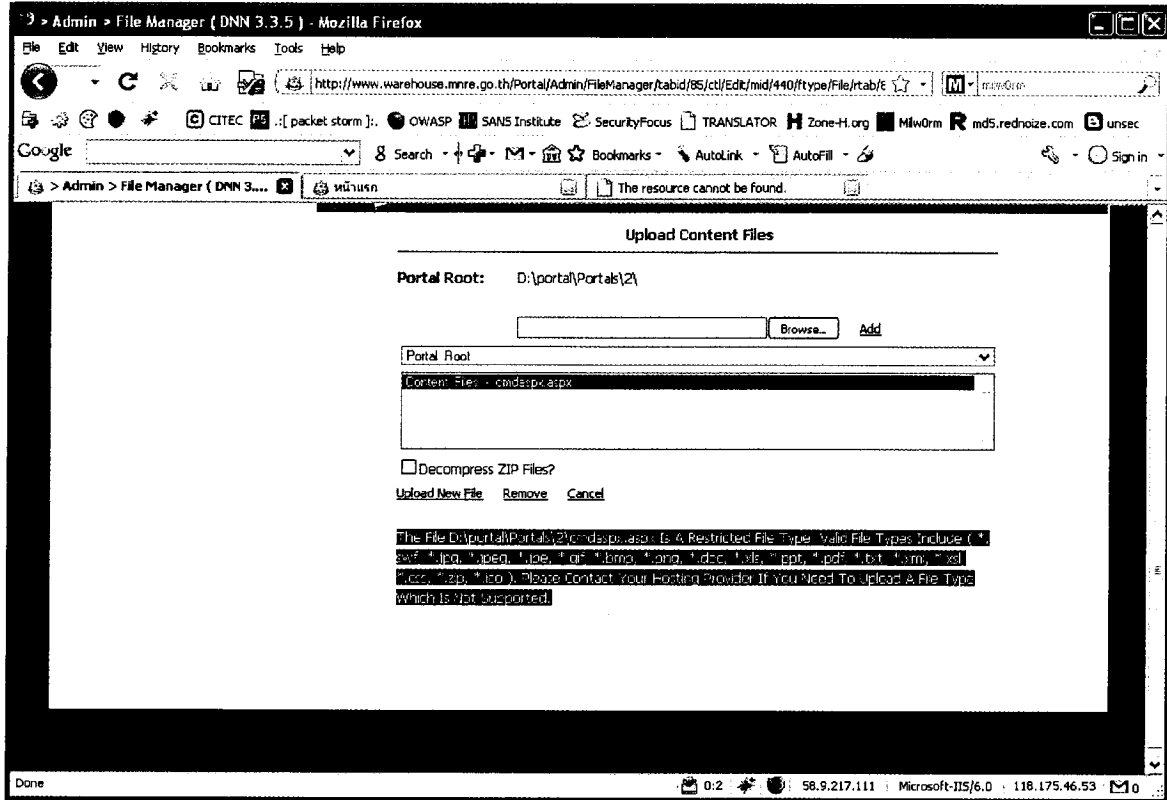 > Admin > File Manager ( DNN 3.3.5 ) - Mozilla Firefox
File Edit View History Bookmarks Tools Help
http://www.warehouse.mnre.go.th/Portal/Admin/FileManager/tabid/85/ctl/Edit/mid/440/ftype/File/rtab/
milw0rm
CITEC .:[ packet storm ]:. OWASP SANS Institute SecurityFocus TRANSLATOR Zone-H.org Milw0rm md5.rednoize.com unsec
Google Search Bookmarks AutoLink AutoFill Sign in
> Admin > File Manager ( DNN 3.... หน้าแรก The resource cannot be found.
Upload Content Files
Portal Root: D:\portal\Portals\2\
Browse... Add
Portal Root
Content Files - cmdaspx.aspx
Decompress ZIP Files?
Upload New File Remove Cancel
The File D:\portal\Portals\2\cmdaspx.aspx Is A Restricted File Type. Valid File Types Include ( *.
swf, *.jpg, *.jpeg, *.jpe, *.gif, *.bmp, *.png, *.doc, *.xls, *.ppt, *.pdf, *.txt, *.xml, *.xsl,
*.css, *.zip, *.ico ). Please Contact Your Hosting Provider If You Need To Upload A File Type
Which Is Not Supported.
Done 0:2 58.9.217.111 Microsoft-IIS/6.0 118.175.46.53 0